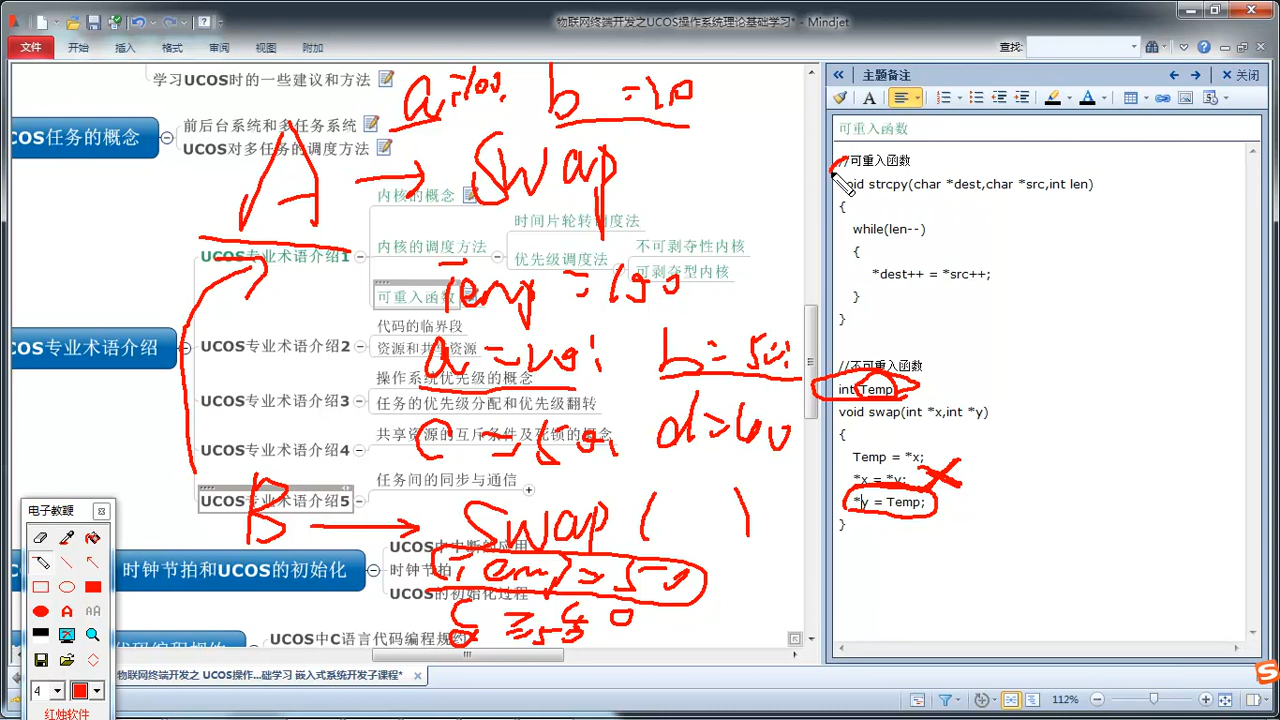 物联网终端开发之UCOS操作系统理论基础学习* - Mindjet
文件 开始 插入 格式 审阅 视图 附加 查找:
学习UCOS时的一些建议和方法
COS任务的概念
前后台系统和多任务系统
UCOS对多任务的调度方法
a=100. b=20
A → Swap
内核的概念
时间片轮转调度法
UCOS专业术语介绍1
内核的调度方法
优先级调度法
不可剥夺性内核
可剥夺型内核
可重入函数
Temp =
代码的临界段
COS专业术语介绍
UCOS专业术语介绍2
资源和共享资源
b=50
操作系统优先级的概念
UCOS专业术语介绍3
任务的优先级分配和优先级翻转
共享资源的互斥条件及死锁的概念
UCOS专业术语介绍4
任务间的同步与通信
UCOS专业术语介绍5
B → Swap ( )
时钟节拍和UCOS的初始化
时钟节拍
Temp = 50
UCOS的初始化过程
UCOS中C语言代码编程规约
主题备注 关闭
可重入函数
//可重入函数
void strcpy(char *dest,char *src,int len)
{
while(len--)
{
*dest++ = *src++;
}
}
//不可重入函数
int Temp
void swap(int *x,int *y)
{
Temp = *x;
*x = *y;
*y = Temp;
}
电子教鞭
4
红烛软件
物联网终端开发之 UCOS操作...础学习 嵌入式系统开发子课程*
112%